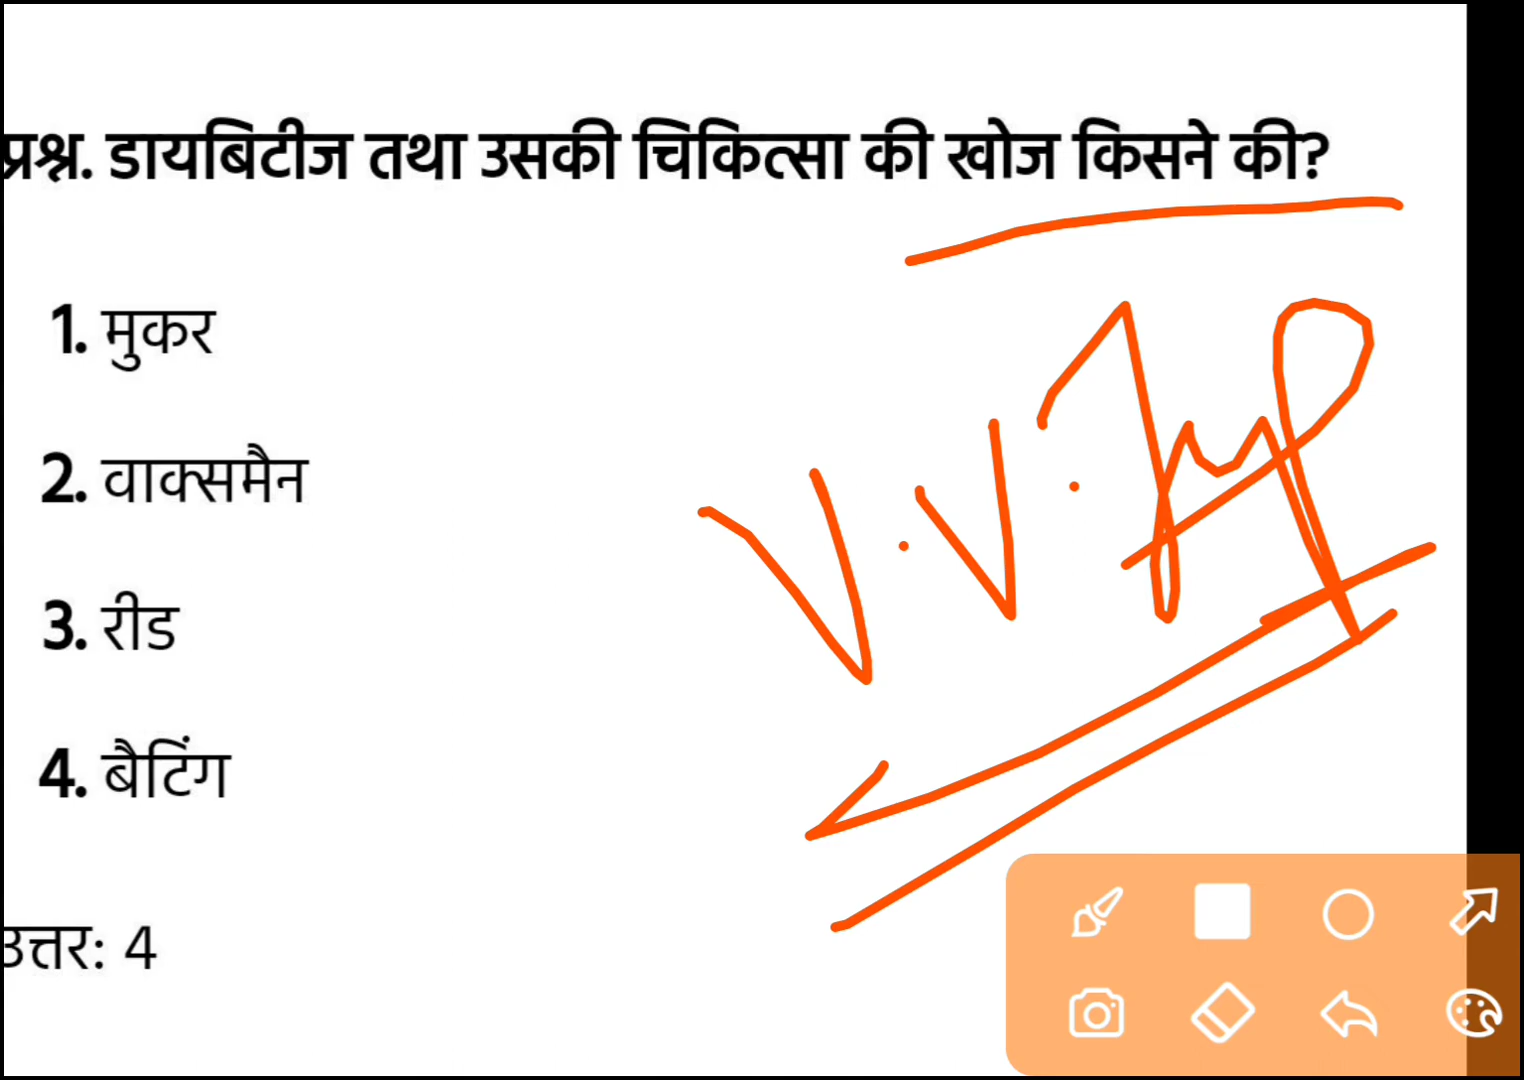 प्रश्न. डायबिटीज तथा उसकी चिकित्सा की खोज किसने की?
1. मुकर
2. वाक्समैन
3. रीड
4. बैटिंग
V.V.Imp
उत्तर: 4